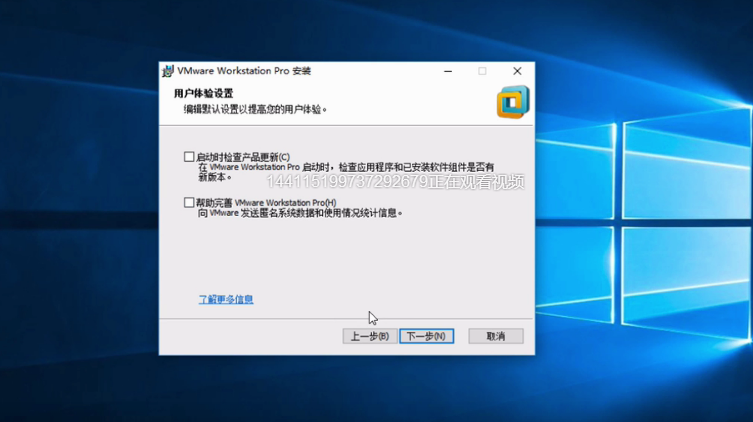 VMware Workstation Pro 安装
用户体验设置
编辑默认设置以提高您的用户体验。
启动时检查产品更新(C)
在 VMware Workstation Pro 启动时，检查应用程序和已安装软件组件是否有
新版本。
144115199737292679正在观看视频
帮助完善 VMware Workstation Pro(H)
向 VMware 发送匿名系统数据和使用情况统计信息。
了解更多信息
上一步(B)
下一步(N)
取消